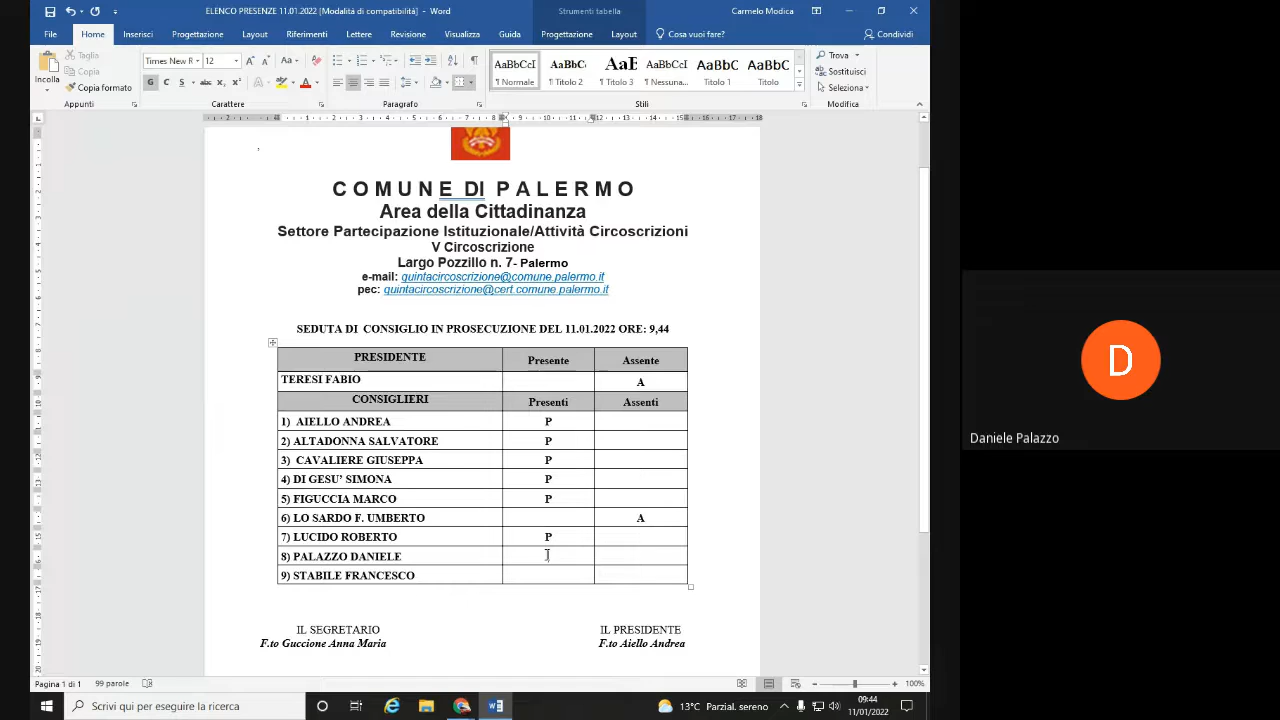 ELENCO PRESENZE 11.01.2022 [Modalità di compatibilità] - Word
Strumenti tabella
Carmelo Modica
File Home Inserisci Progettazione Layout Riferimenti Lettere Revisione Visualizza Guida Progettazione Layout Cosa vuoi fare? Condividi
Incolla
Taglia
Copia
Copia formato
Times New R 12
G C S abc
AaBbCcI AaBbC AaB AaBbCcI AaBbC AaBbC
¶ Normale ¶ Titolo 2 ¶ Titolo 3 ¶ Nessuna... Titolo 1 Titolo
Trova
Sostituisci
Seleziona
Appunti Carattere Paragrafo Stili Modifica
COMUNE DI PALERMO
Area della Cittadinanza
Settore Partecipazione Istituzionale/Attività Circoscrizioni
V Circoscrizione
Largo Pozzillo n. 7- Palermo
e-mail: quintacircoscrizione@comune.palermo.it
pec: quintacircoscrizione@cert.comune.palermo.it
SEDUTA DI CONSIGLIO IN PROSECUZIONE DEL 11.01.2022 ORE: 9,44
PRESIDENTE Presente Assente
TERESI FABIO A
CONSIGLIERI Presenti Assenti
1) AIELLO ANDREA P
2) ALTADONNA SALVATORE P
3) CAVALIERE GIUSEPPA P
4) DI GESU' SIMONA P
5) FIGUCCIA MARCO P
6) LO SARDO F. UMBERTO A
7) LUCIDO ROBERTO P
8) PALAZZO DANIELE
9) STABILE FRANCESCO
IL SEGRETARIO IL PRESIDENTE
F.to Guccione Anna Maria F.to Aiello Andrea
D
Daniele Palazzo
Pagina 1 di 1 99 parole 100%
Scrivi qui per eseguire la ricerca
13°C Parzial. sereno
09:44
11/01/2022